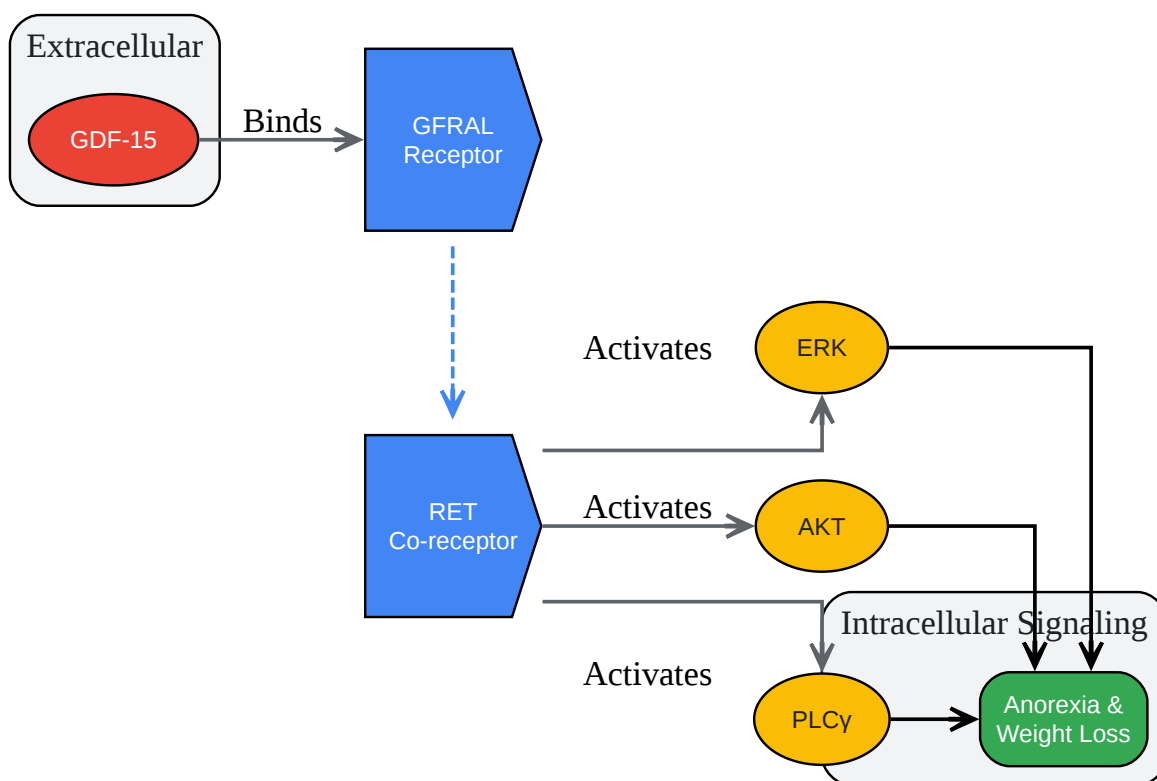 Extracellular
GDF-15
Binds
GFRAL
Receptor
Activates
ERK
RET
Co-receptor
Activates
AKT
Intracellular Signaling
Activates
PLCγ
Anorexia &
Weight Loss